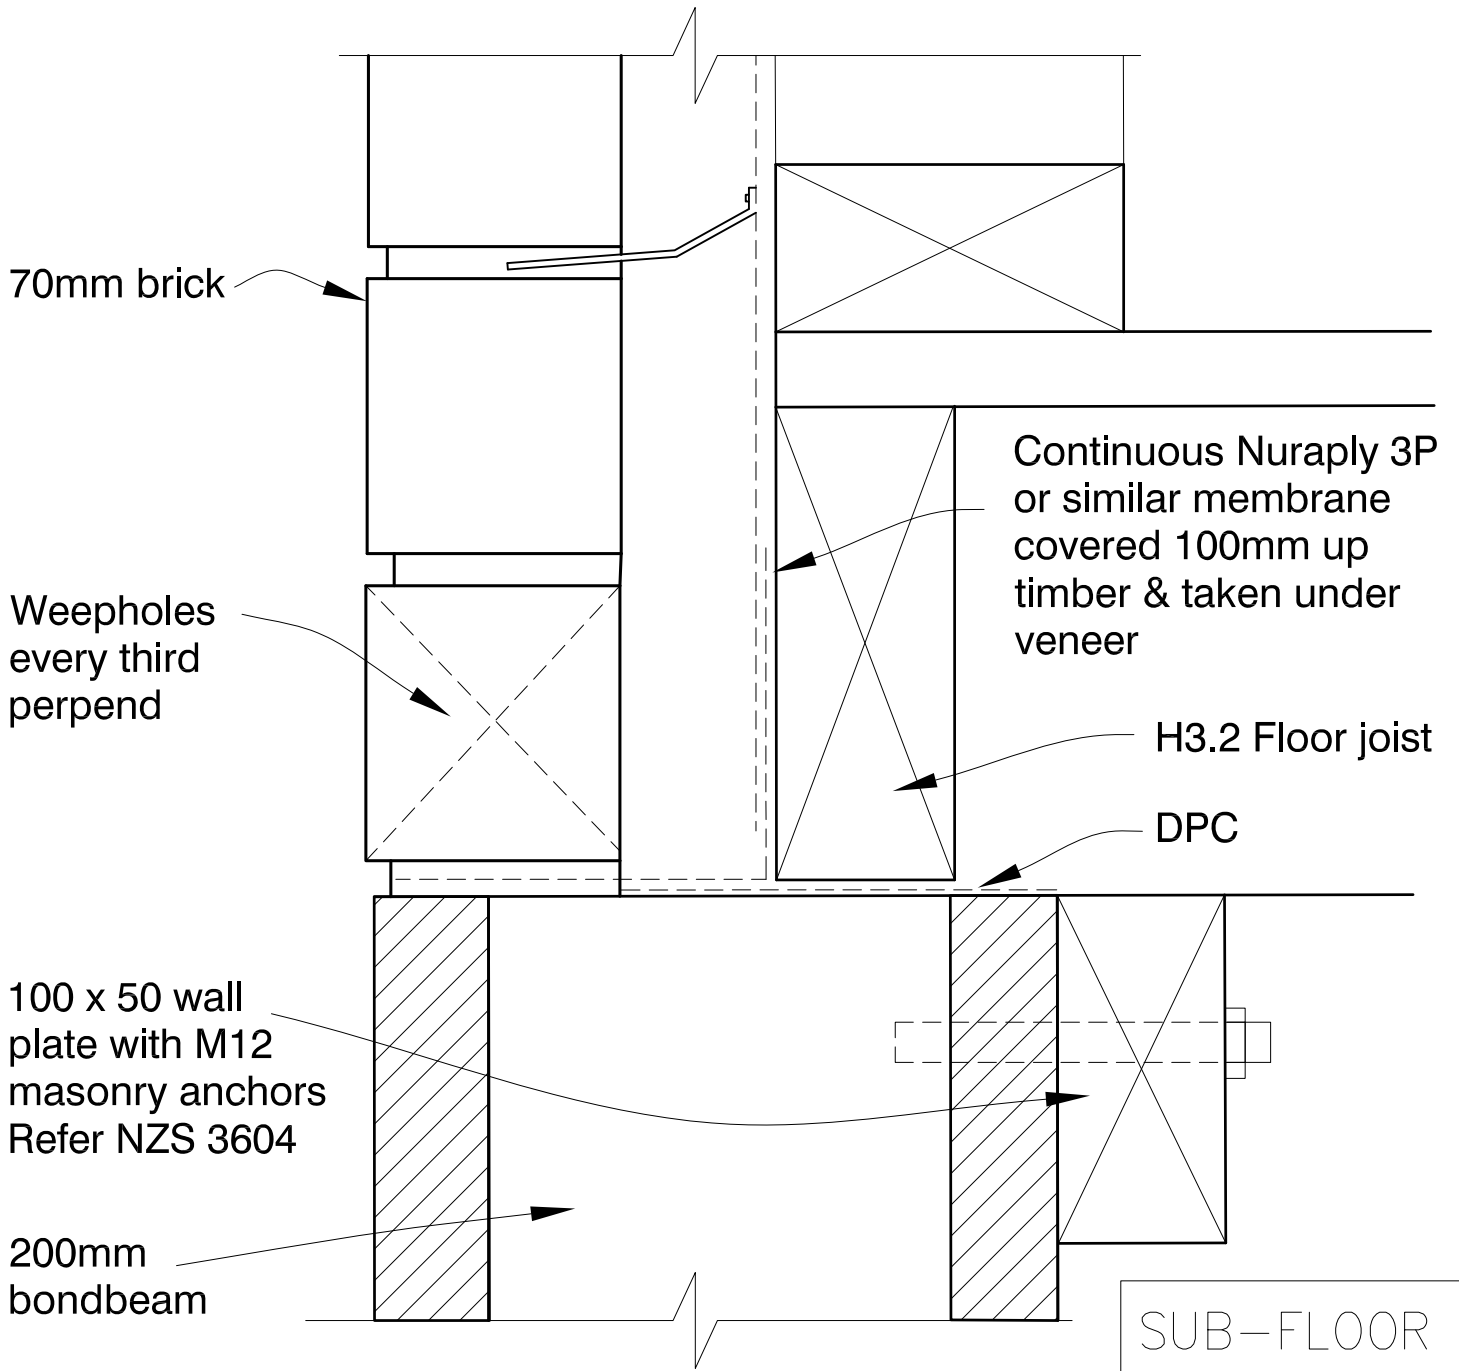 70mm brick
Continuous Nuraply 3P
or similar membrane
covered 100mm up
timber & taken under
veneer
Weepholes
every third
perpend
H3.2 Floor joist
DPC
100 x 50 wall
plate with M12
masonry anchors
Refer NZS 3604
200mm
bondbeam
SUB-FLOOR